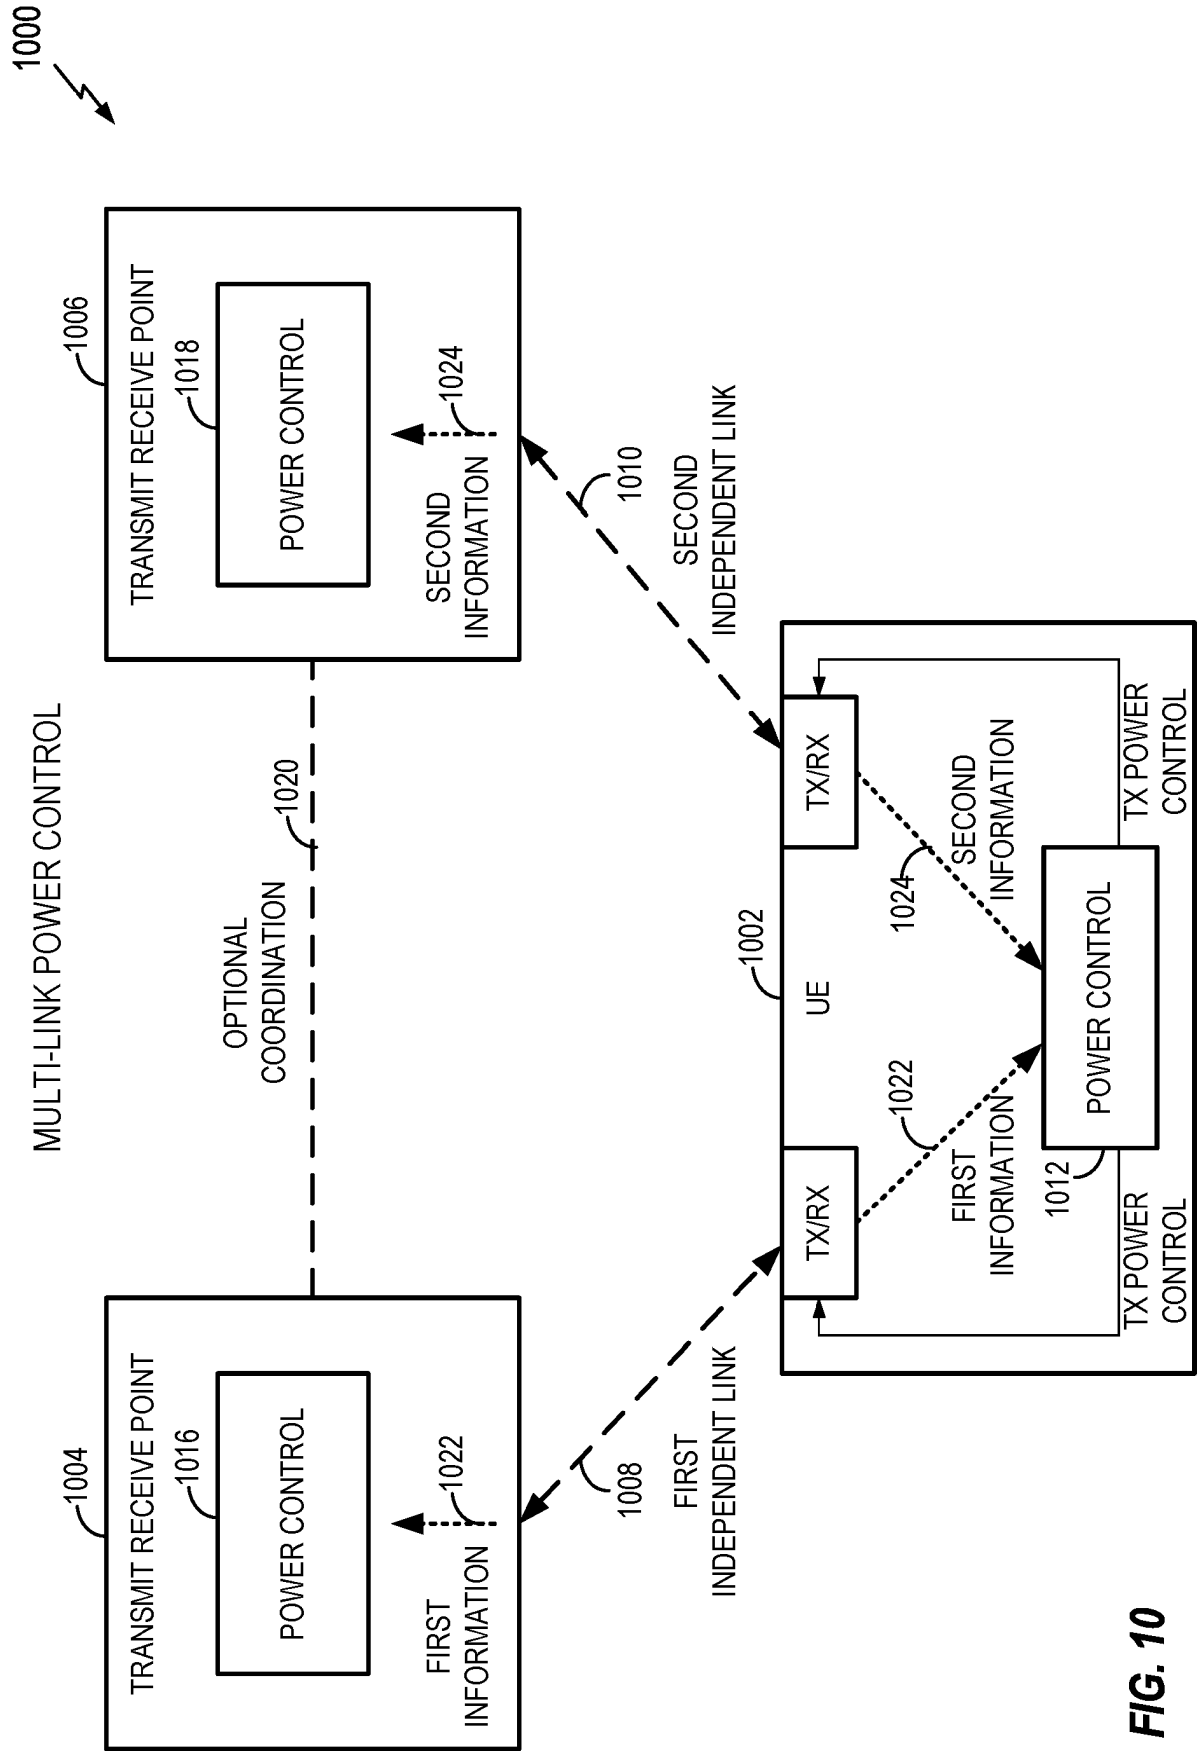 MULTI-LINK POWER CONTROL
1000
1004
TRANSMIT RECEIVE POINT
1016
POWER CONTROL
FIRST
INFORMATION
1022
OPTIONAL
COORDINATION
1020
1006
TRANSMIT RECEIVE POINT
1018
POWER CONTROL
SECOND
INFORMATION
1024
FIRST
INDEPENDENT LINK
1008
1010
SECOND
INDEPENDENT LINK
1002
UE
TX/RX
TX/RX
FIRST
INFORMATION
1022
1024
SECOND
INFORMATION
1012
POWER CONTROL
TX POWER
CONTROL
TX POWER
CONTROL
FIG. 10